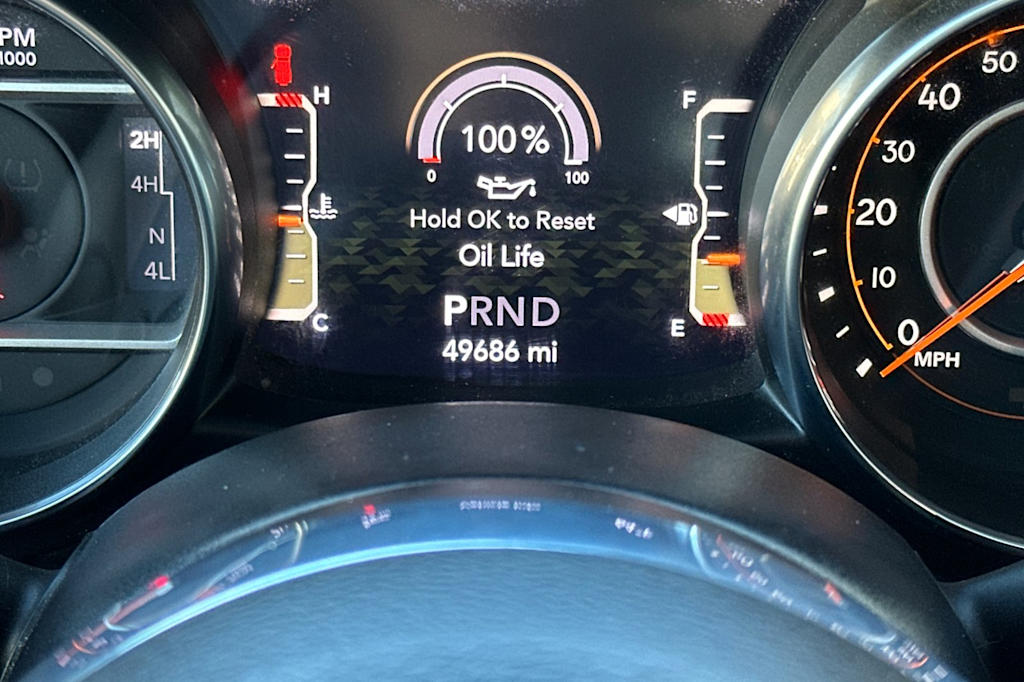 PM
1000
2H
4H
N
4L
H
C
100 %
0
100
Hold OK to Reset
Oil Life
PRND
49686 mi
F
E
50
40
30
20
10
0
MPH